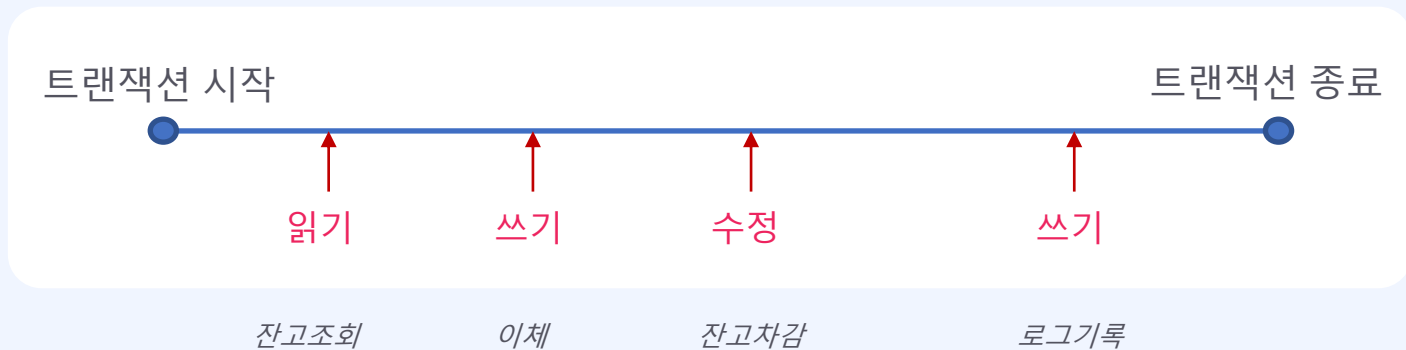 트랜잭션 시작
트랜잭션 종료
읽기
쓰기
수정
쓰기
잔고조회
이체
잔고차감
로그기록